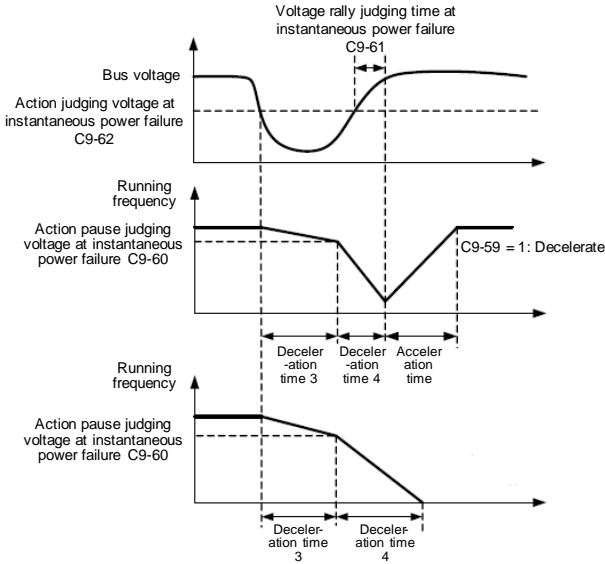 Voltage rally judging time at
instantaneous power failure
C9-61
Bus voltage
Action judging voltage at
instantaneous power failure
C9-62
Running
frequency
Action pause judging
voltage at instantaneous
power failure C9-60
C9-59 = 1: Decelerate
Deceler
-ation
time 3
Deceler
-ation
time 4
Acceler
ation
time
Running
frequency
Action pause judging
voltage at instantaneous
power failure C9-60
Deceler-
ation time
3
Deceler-
ation time
4